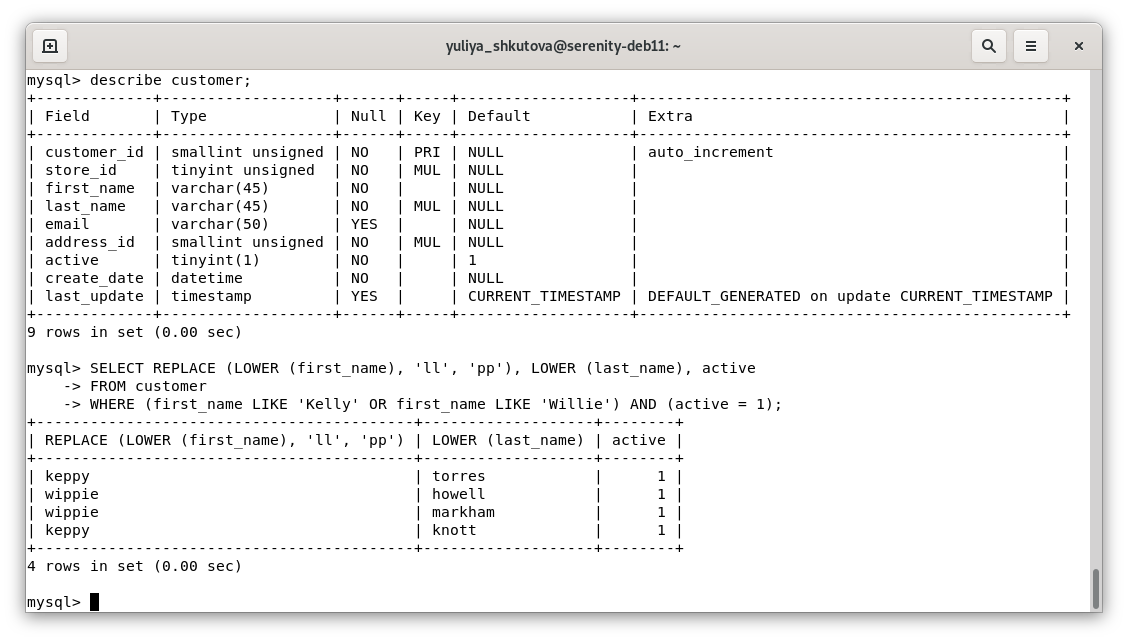 yuliya_shkutova@serenity-deb11: ~
mysql> describe customer;
+-------------+-------------------+------+-----+-------------------+-----------------------------------------------+
| Field       | Type              | Null | Key | Default           | Extra                                         |
+-------------+-------------------+------+-----+-------------------+-----------------------------------------------+
| customer_id | smallint unsigned | NO   | PRI | NULL              | auto_increment                                |
| store_id    | tinyint unsigned  | NO   | MUL | NULL              |                                               |
| first_name  | varchar(45)       | NO   |     | NULL              |                                               |
| last_name   | varchar(45)       | NO   | MUL | NULL              |                                               |
| email       | varchar(50)       | YES  |     | NULL              |                                               |
| address_id  | smallint unsigned | NO   | MUL | NULL              |                                               |
| active      | tinyint(1)        | NO   |     | 1                 |                                               |
| create_date | datetime          | NO   |     | NULL              |                                               |
| last_update | timestamp         | YES  |     | CURRENT_TIMESTAMP | DEFAULT_GENERATED on update CURRENT_TIMESTAMP |
+-------------+-------------------+------+-----+-------------------+-----------------------------------------------+
9 rows in set (0.00 sec)
mysql> SELECT REPLACE (LOWER (first_name), 'll', 'pp'), LOWER (last_name), active
    -> FROM customer
    -> WHERE (first_name LIKE 'Kelly' OR first_name LIKE 'Willie') AND (active = 1);
+------------------------------------------+-------------------+--------+
| REPLACE (LOWER (first_name), 'll', 'pp') | LOWER (last_name) | active |
+------------------------------------------+-------------------+--------+
| keppy                                    | torres            |      1 |
| wippie                                   | howell            |      1 |
| wippie                                   | markham           |      1 |
| keppy                                    | knott             |      1 |
+------------------------------------------+-------------------+--------+
4 rows in set (0.00 sec)
mysql>